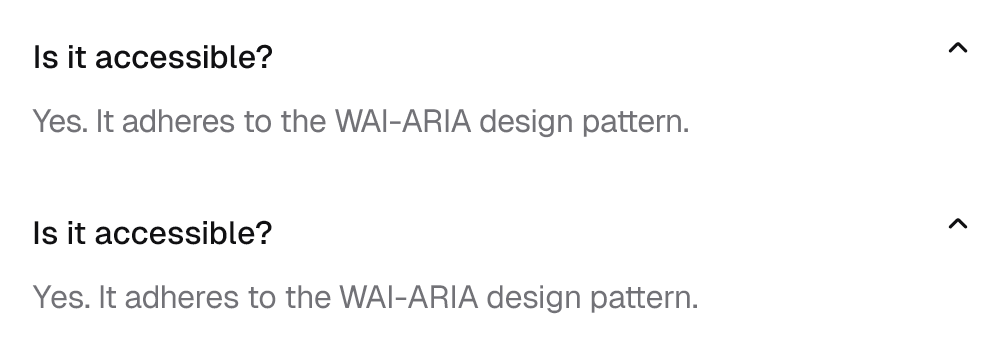 Is it accessible?
Yes. It adheres to the WAI-ARIA design pattern.
Is it accessible?
Yes. It adheres to the WAI-ARIA design pattern.